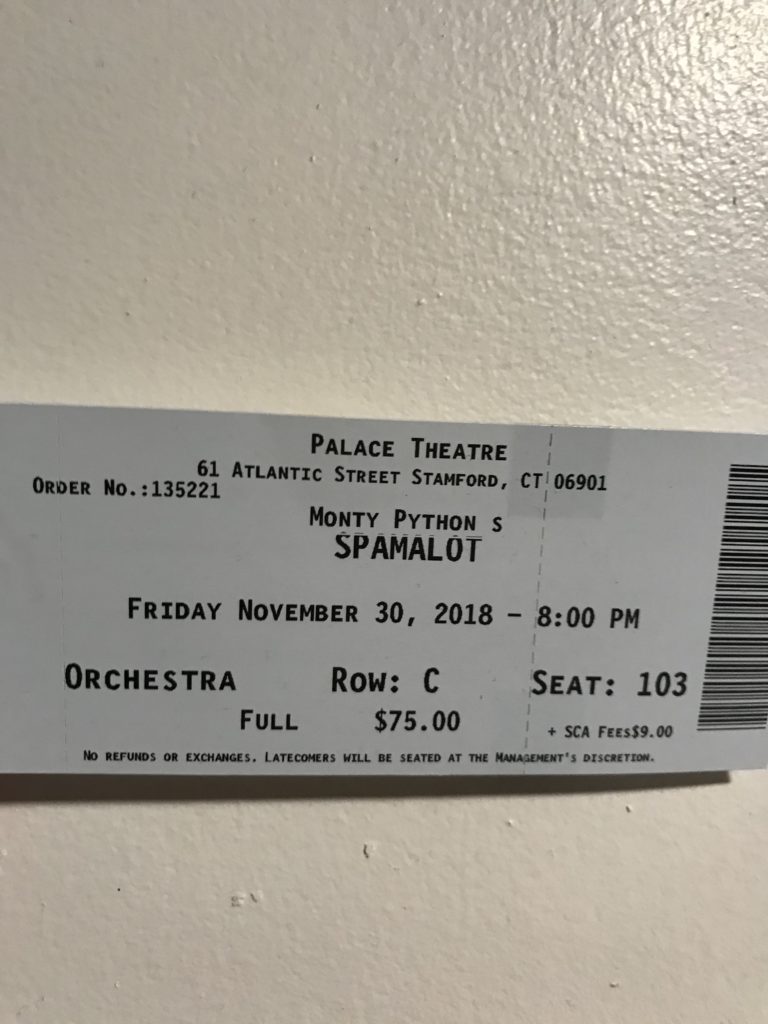 Palace Theatre
61 Atlantic Street Stamford, CT 06901
Order No.:135221
Monty Python s
SPAMALOT
Friday November 30, 2018 - 8:00 PM
Orchestra Row: C Seat: 103
Full $75.00 + SCA Fees$9.00
No refunds or exchanges. Latecomers will be seated at the Management's discretion.